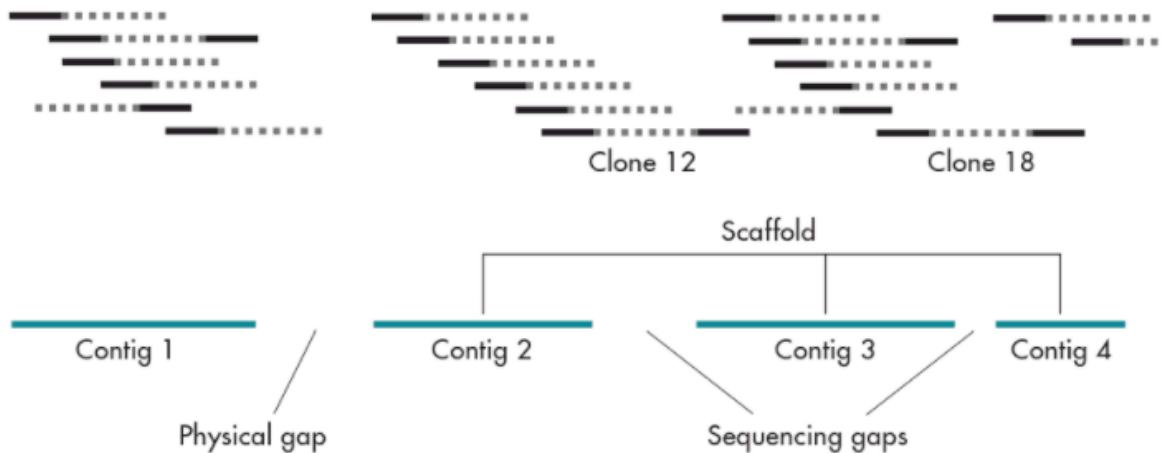 Clone 12
Clone 18
Scaffold
Contig 1
Contig 2
Contig 3
Contig 4
Physical gap
Sequencing gaps